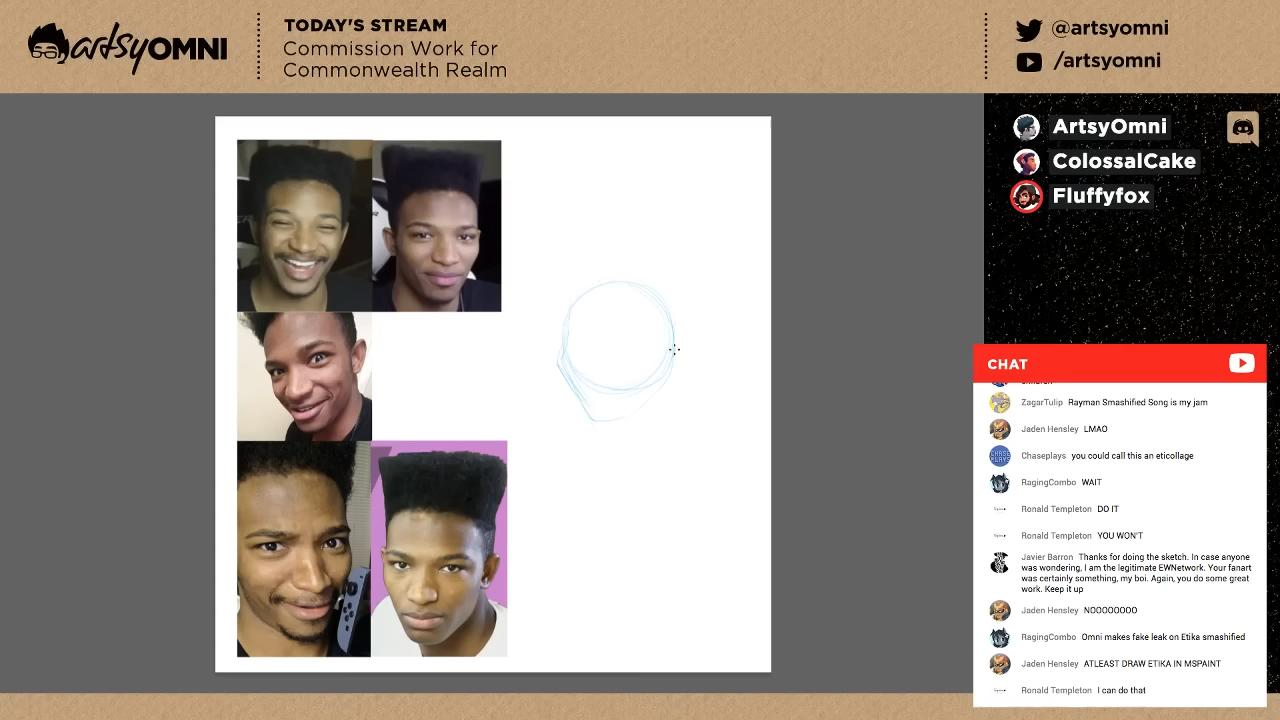 artsyOMNI
TODAY'S STREAM
Commission Work for
Commonwealth Realm
@artsyomni
/artsyomni
ArtsyOmni
ColossalCake
Fluffyfox
CHAT
ZagarTulip Rayman Smashified Song is my jam
Jaden Hensley LMAO
Chaseplays you could call this an eticollage
RagingCombo WAIT
Ronald Templeton DO IT
Ronald Templeton YOU WON'T
Javier Barron Thanks for doing the sketch. In case anyone
was wondering, I am the legitimate EWNetwork. Your fanart
was certainly something, my boi. Again, you do some great
work. Keep it up
Jaden Hensley NOOOOOOOO
RagingCombo Omni makes fake leak on Etika smashified
Jaden Hensley ATLEAST DRAW ETIKA IN MSPAINT
Ronald Templeton I can do that